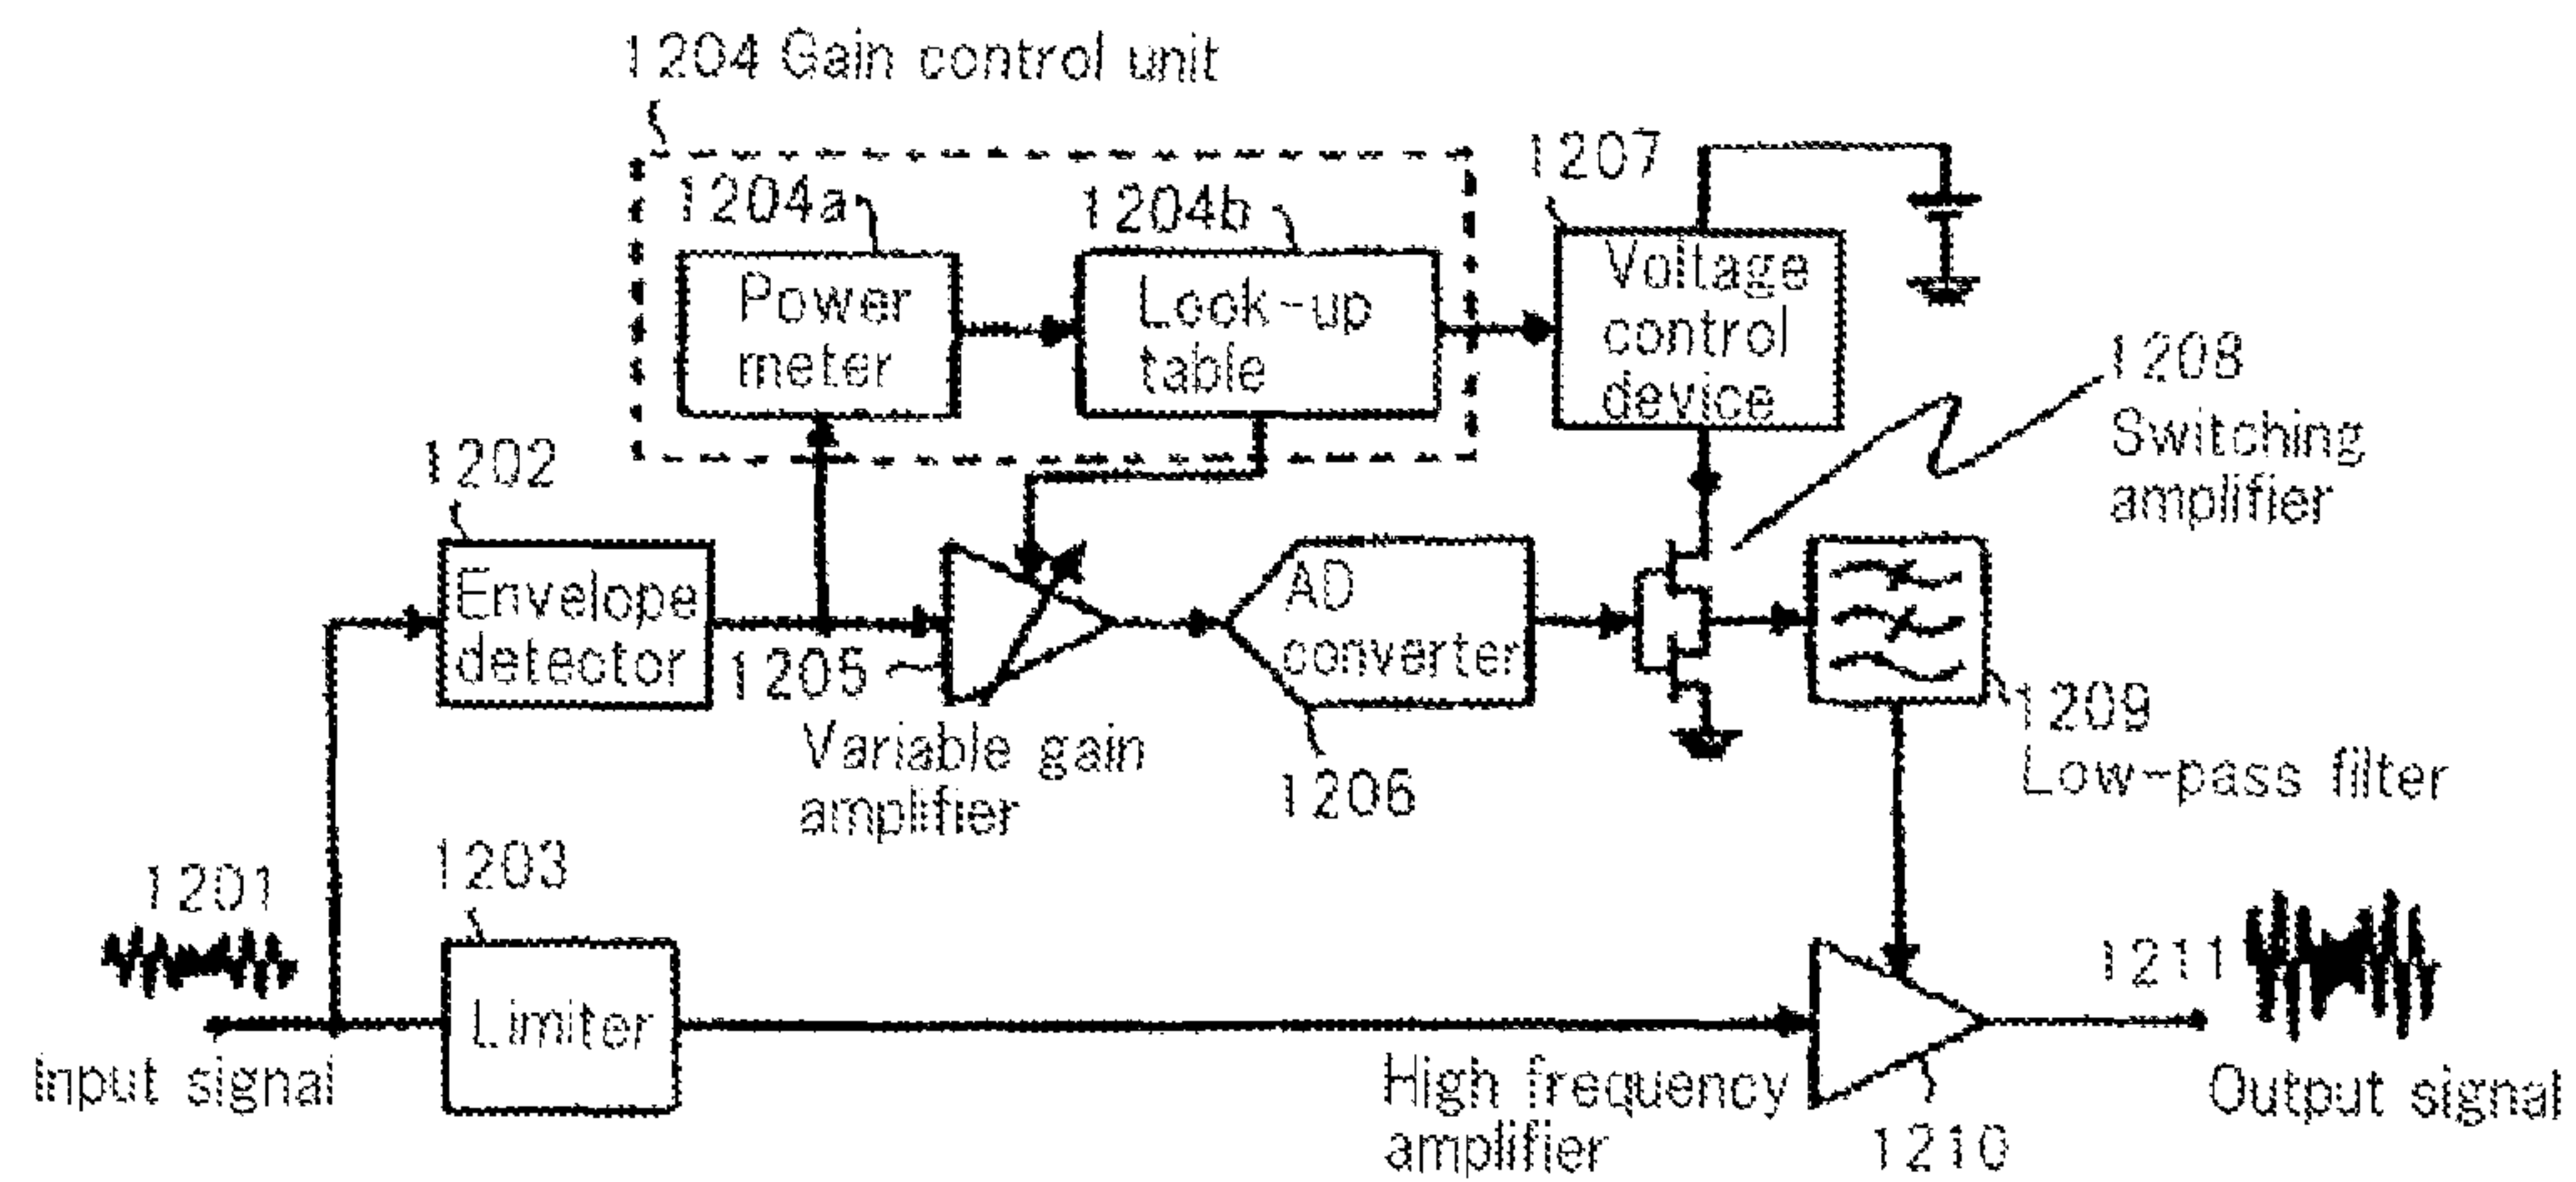 1204 Gain control unit
1207
1204a
1204b
Power
meter
Look-up
table
Voltage
control
device
1208
Switching
amplifier
1202
Envelope
detector
1205
Variable gain
amplifier
AD
converter
1206
1209
Low-pass filter
1201
Input signal
1203
Limiter
High frequency
amplifier
1210
1211
Output signal